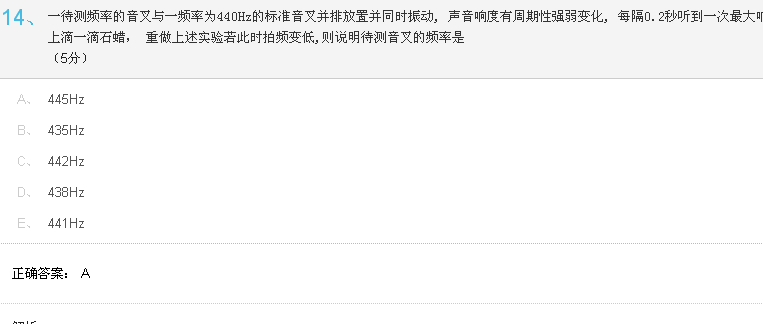 14、 一待测频率的音叉与一频率为440Hz的标准音叉并排放置并同时振动, 声音响度有周期性强弱变化, 每隔0.2秒听到一次最大
上滴一滴石蜡, 重做上述实验若此时拍频变低,则说明待测音叉的频率是
（5分）
A、 445Hz
B、 435Hz
C、 442Hz
D、 438Hz
E、 441Hz
正确答案： A